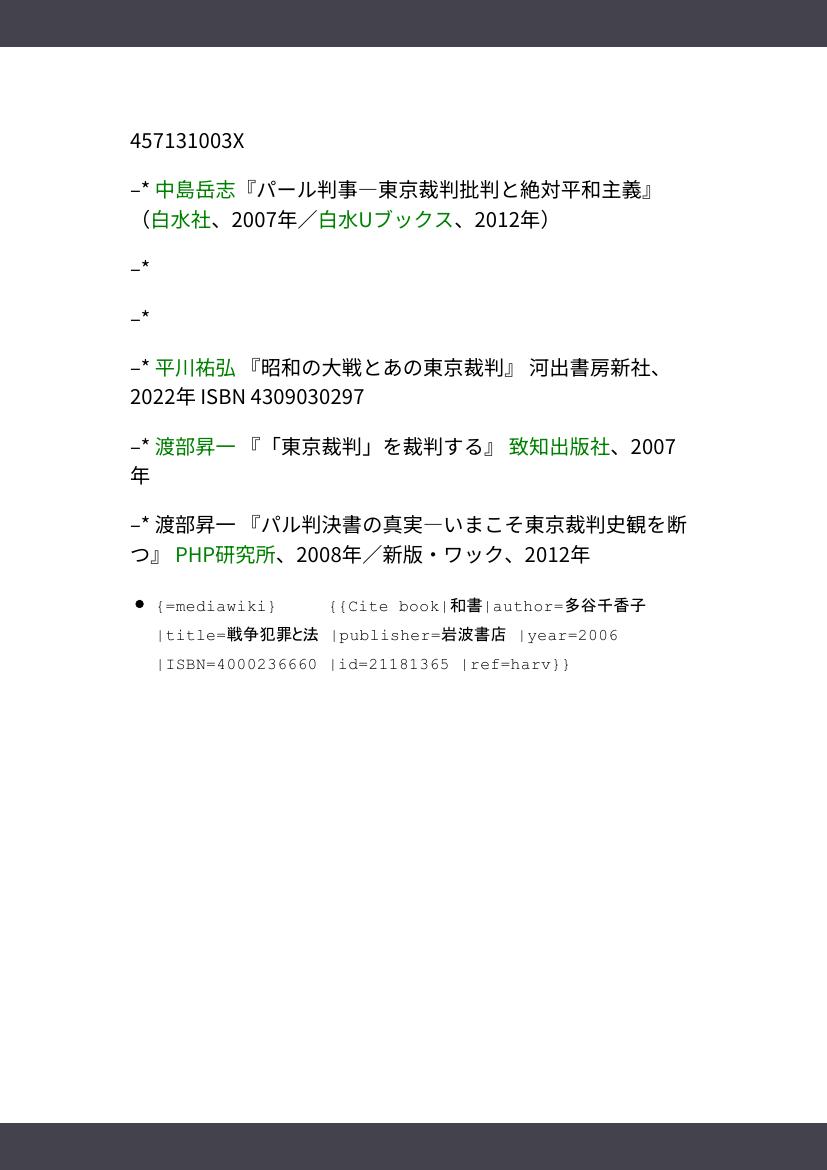 457131003X
–* 中島岳志『パール判事―東京裁判批判と絶対平和主義』
（白水社、2007年／白水Uブックス、2012年）
–*
–*
–* 平川祐弘 『昭和の大戦とあの東京裁判』 河出書房新社、
2022年 ISBN 4309030297
–* 渡部昇一 『「東京裁判」を裁判する』 致知出版社、2007
年
–* 渡部昇一 『パル判決書の真実―いまこそ東京裁判史観を断
つ』 PHP研究所、2008年／新版・ワック、2012年
• {=mediawiki} {{Cite book|和書|author=多谷千香子
|title=戦争犯罪と法 |publisher=岩波書店 |year=2006
|ISBN=4000236660 |id=21181365 |ref=harv}}